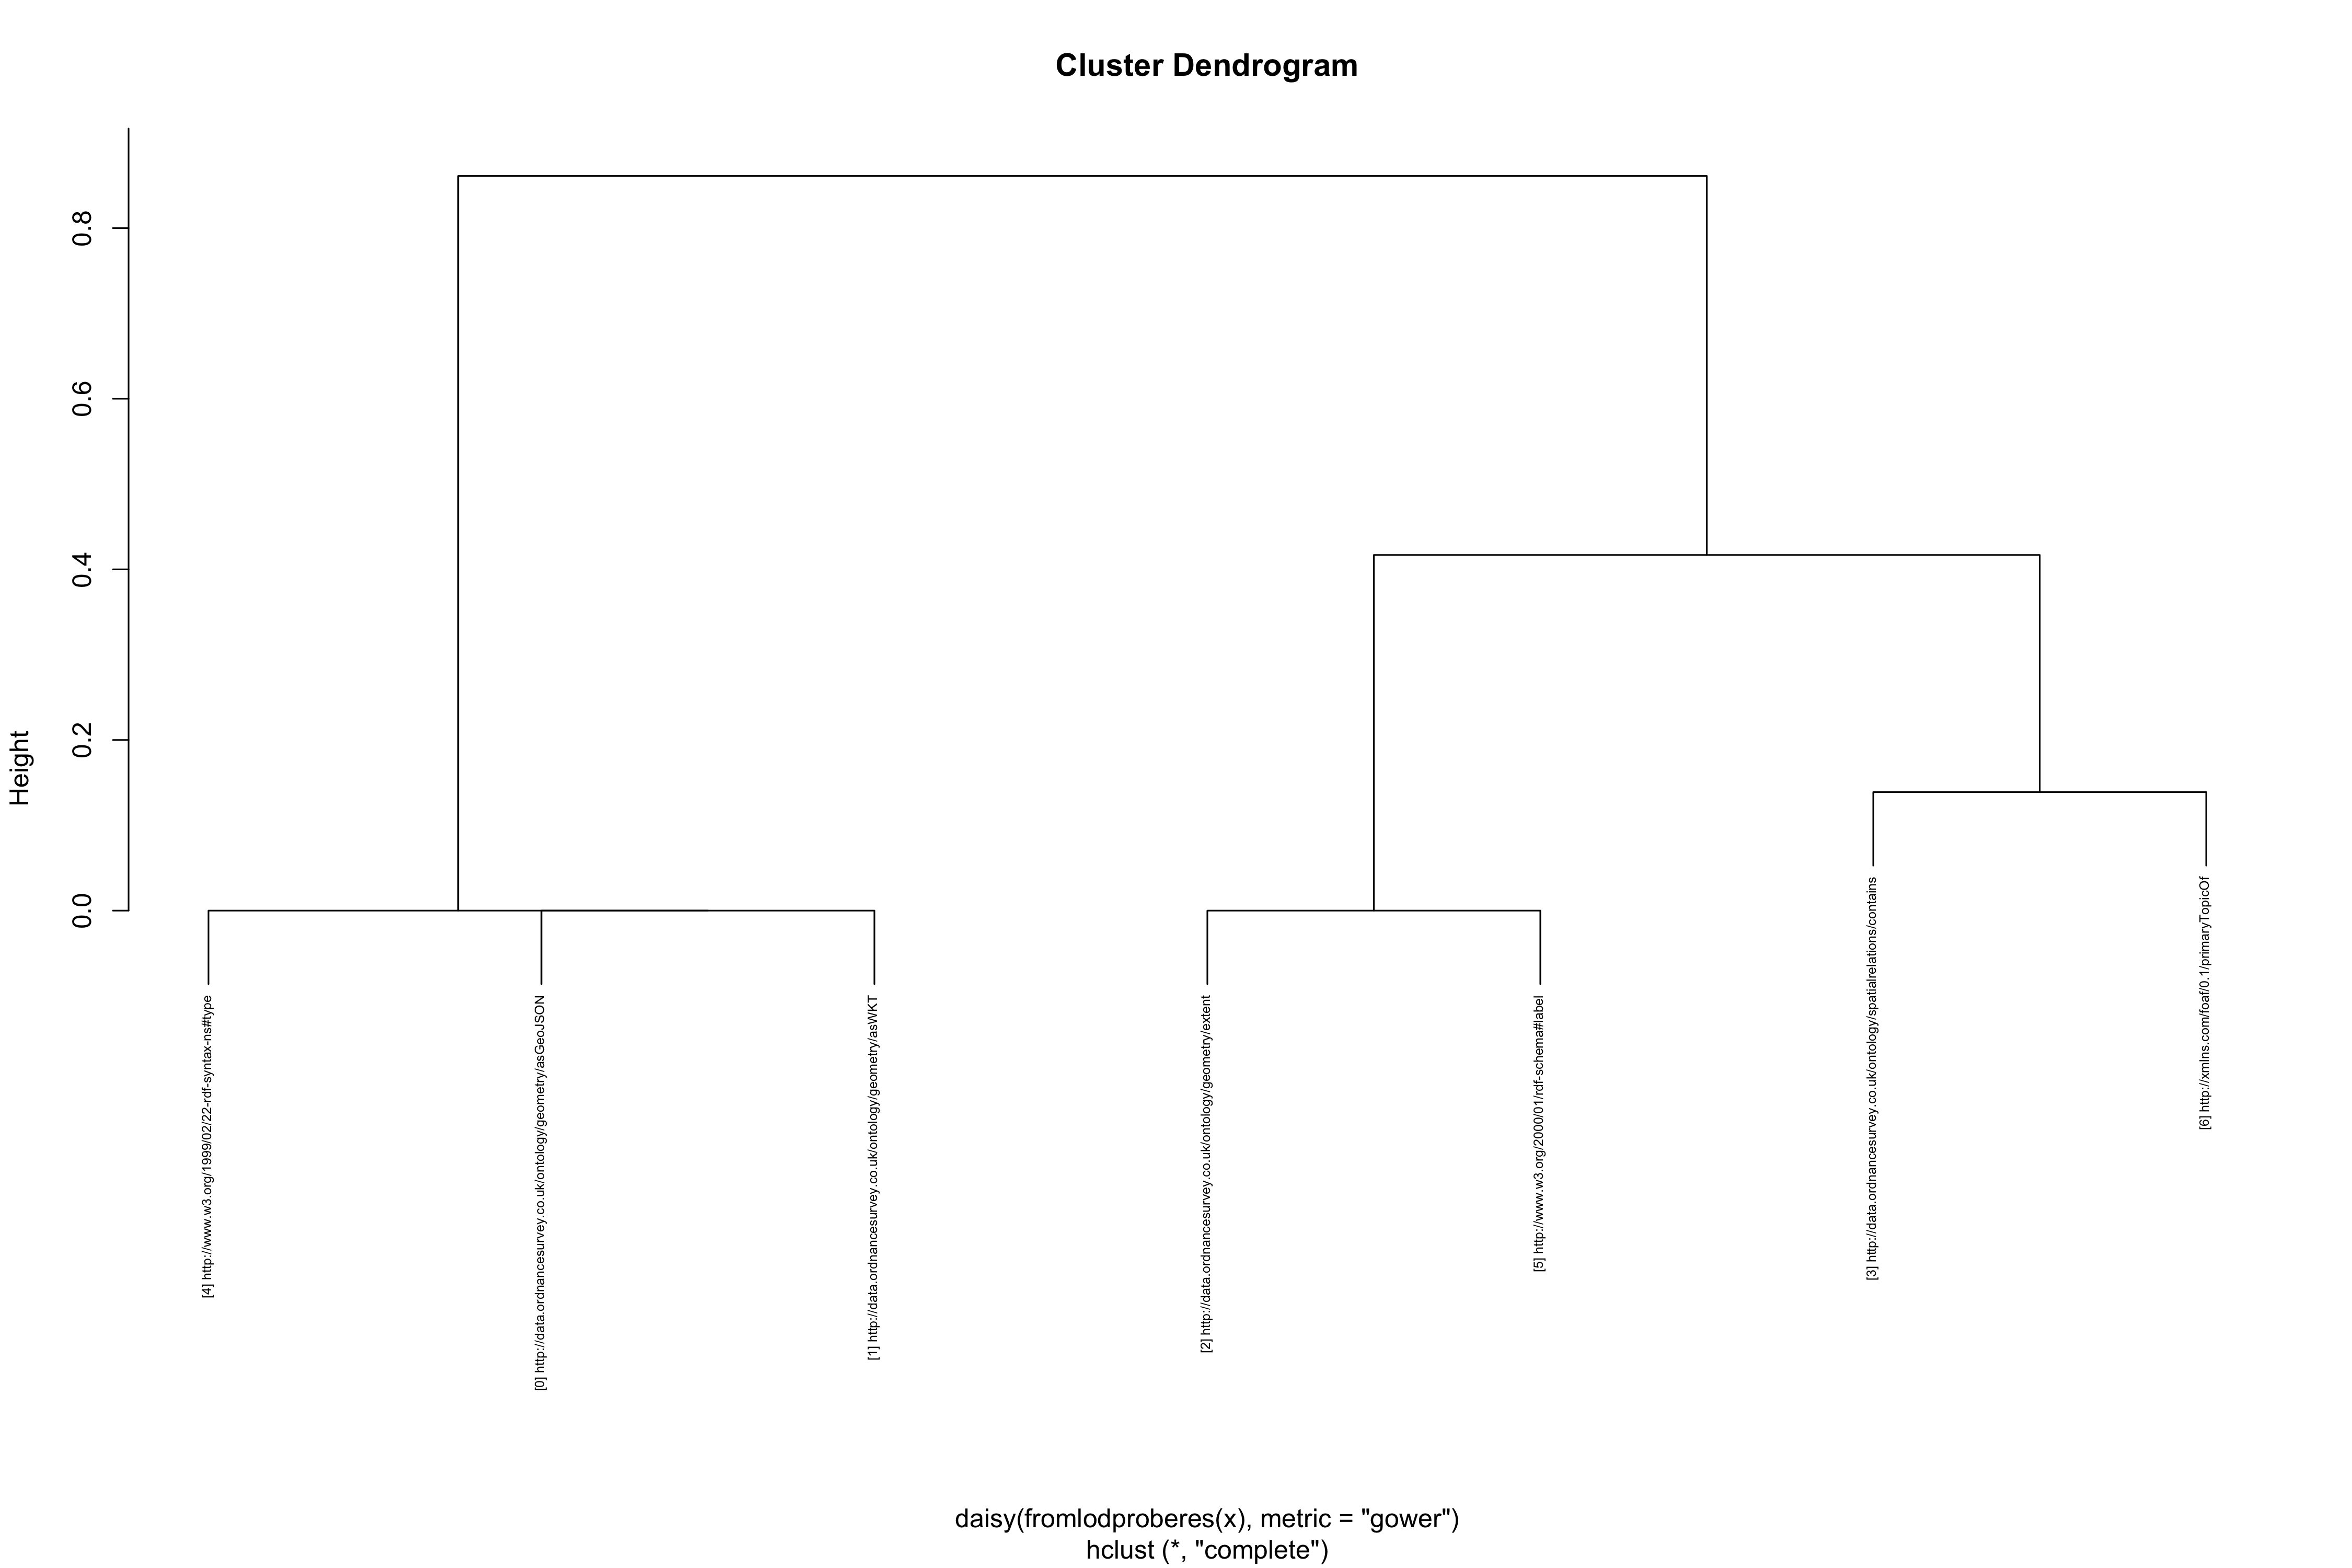 Cluster Dendrogram
Height
0.0
0.2
0.4
0.6
0.8
[4] http://www.w3.org/1999/02/22-rdf-syntax-ns#type
[0] http://data.ordnancesurvey.co.uk/ontology/geometry/asGeoJSON
[1] http://data.ordnancesurvey.co.uk/ontology/geometry/asWKT
[2] http://data.ordnancesurvey.co.uk/ontology/geometry/extent
[5] http://www.w3.org/2000/01/rdf-schema#label
[3] http://data.ordnancesurvey.co.uk/ontology/spatialrelations/contains
[6] http://xmlns.com/foaf/0.1/primaryTopicOf
daisy(fromlodproberes(x), metric = "gower")
hclust (*, "complete")